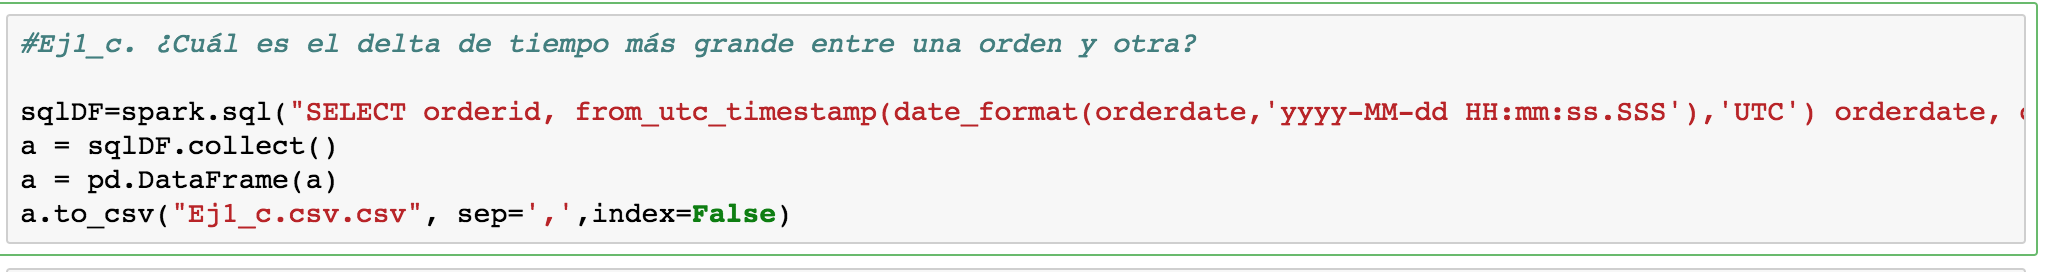 #Ej1_c. ¿Cuál es el delta de tiempo más grande entre una orden y otra?
sqlDF=spark.sql("SELECT orderid, from_utc_timestamp(date_format(orderdate,'yyyy-MM-dd HH:mm:ss.SSS'),'UTC') orderdate,
a = sqlDF.collect()
a = pd.DataFrame(a)
a.to_csv("Ej1_c.csv.csv", sep=',',index=False)